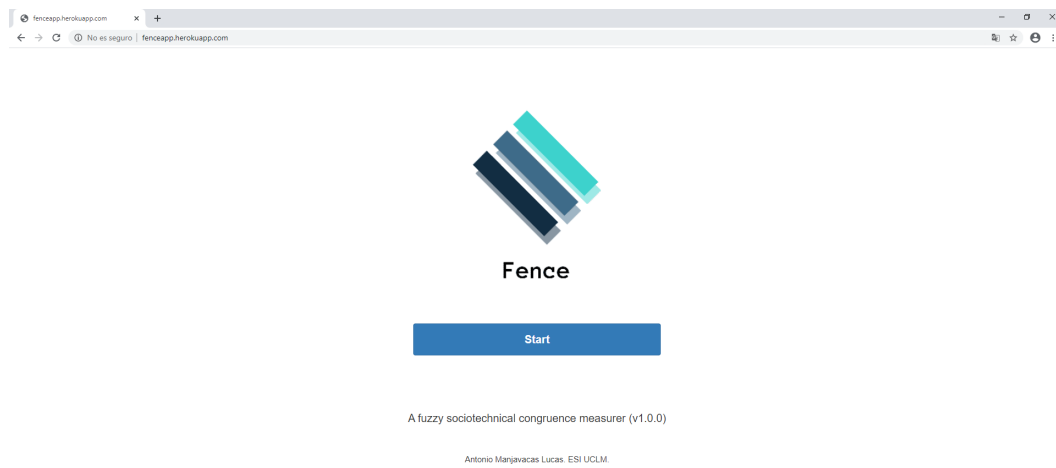 fenceapp.herokuapp.com
No es seguro | fenceapp.herokuapp.com
Fence
Start
A fuzzy sociotechnical congruence measurer (v1.0.0)
Antonio Manjavacas Lucas. ESI UCLM.